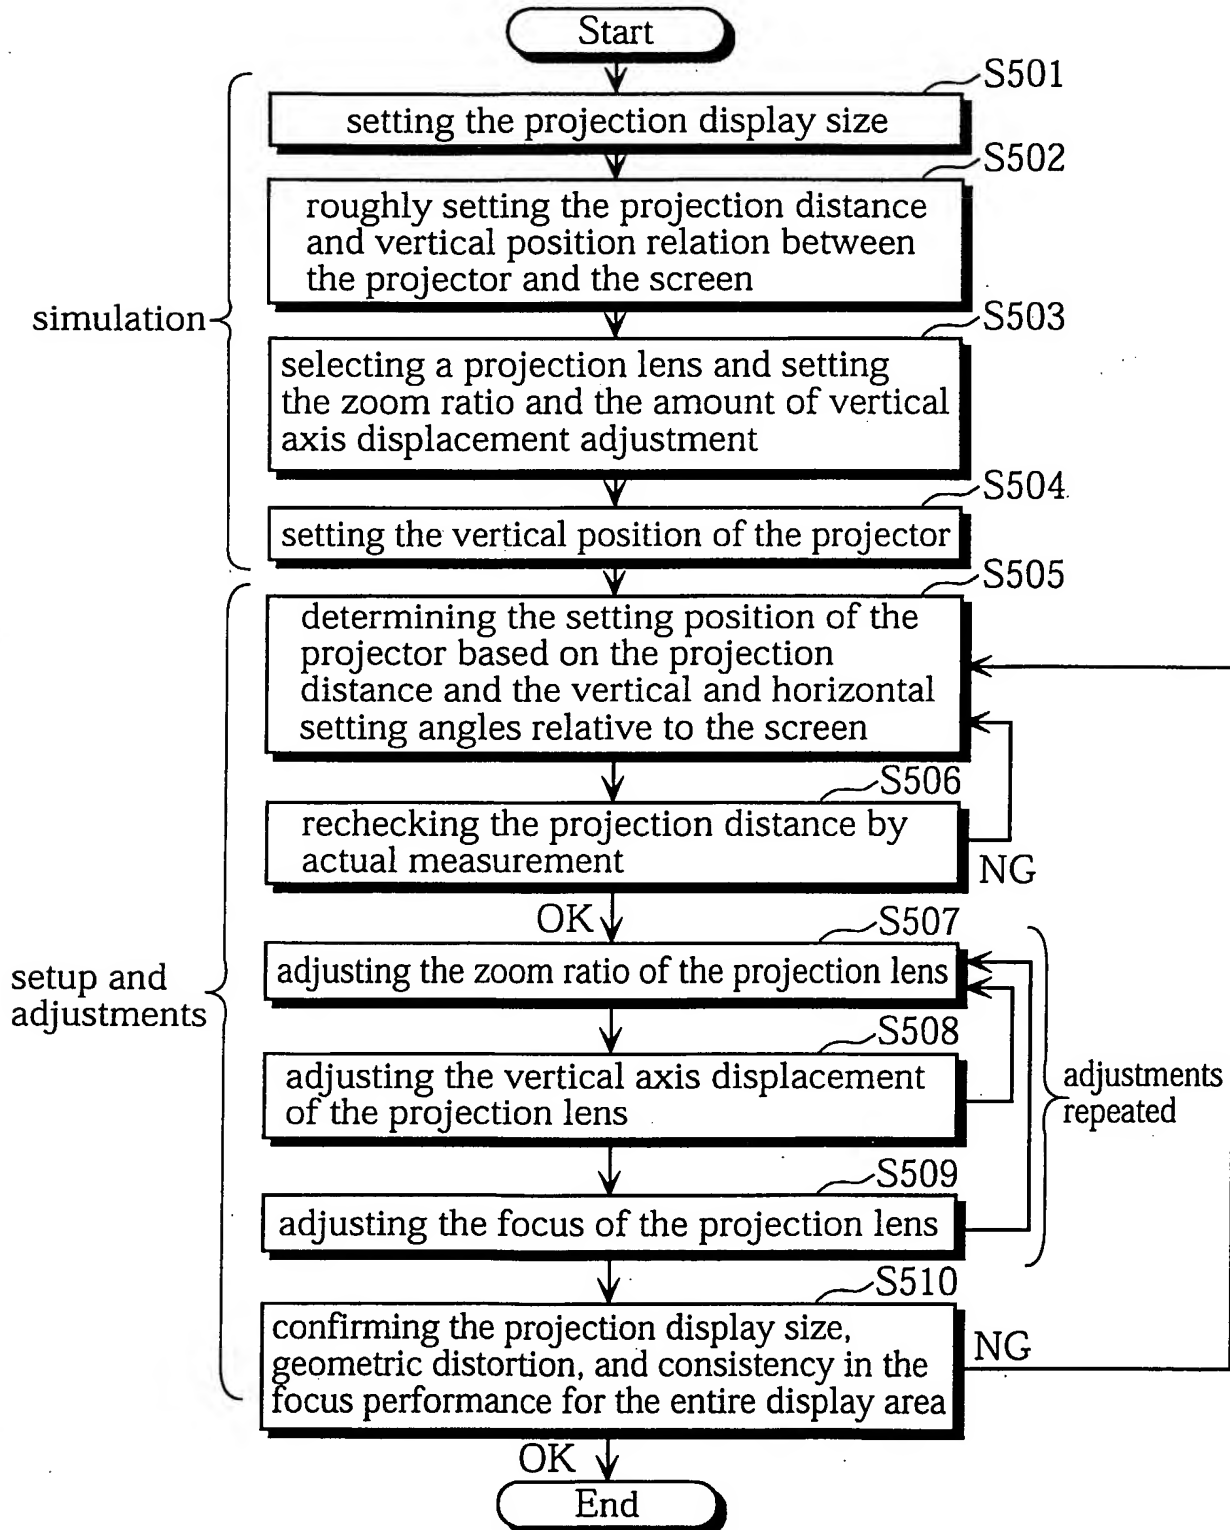 Start
S501
setting the projection display size
S502
roughly setting the projection distance
and vertical position relation between
the projector and the screen
simulation
S503
selecting a projection lens and setting
the zoom ratio and the amount of vertical
axis displacement adjustment
S504
setting the vertical position of the projector
S505
determining the setting position of the
projector based on the projection
distance and the vertical and horizontal
setting angles relative to the screen
S506
rechecking the projection distance by
actual measurement
NG
OK
S507
adjusting the zoom ratio of the projection lens
setup and
adjustments
S508
adjusting the vertical axis displacement
of the projection lens
adjustments
repeated
S509
adjusting the focus of the projection lens
S510
confirming the projection display size,
geometric distortion, and consistency in the
focus performance for the entire display area
NG
OK
End